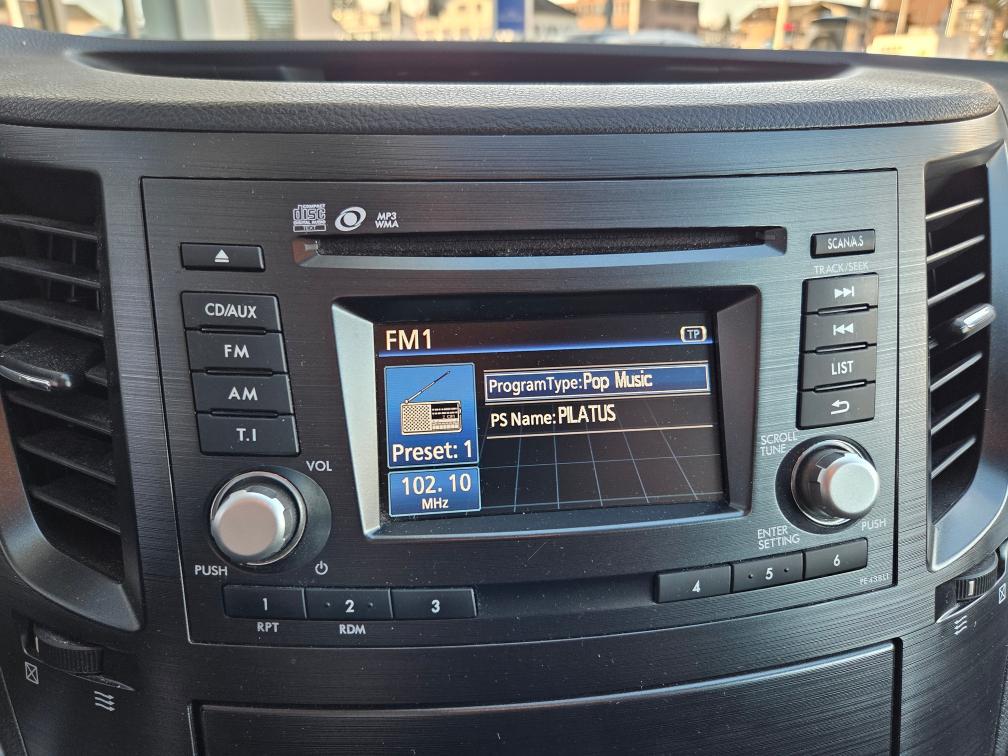 COMPACT
disc
DIGITAL AUDIO
TEXT
MP3
WMA
SCAN/A.S
TRACK/SEEK
CD/AUX
FM
AM
T.I
LIST
FM1
TP
ProgramType:Pop Music
PS Name:PILATUS
Preset: 1
102.10
MHz
VOL
PUSH
SCROLL
TUNE
ENTER
SETTING
PUSH
1
2
3
4
5
6
RPT
RDM